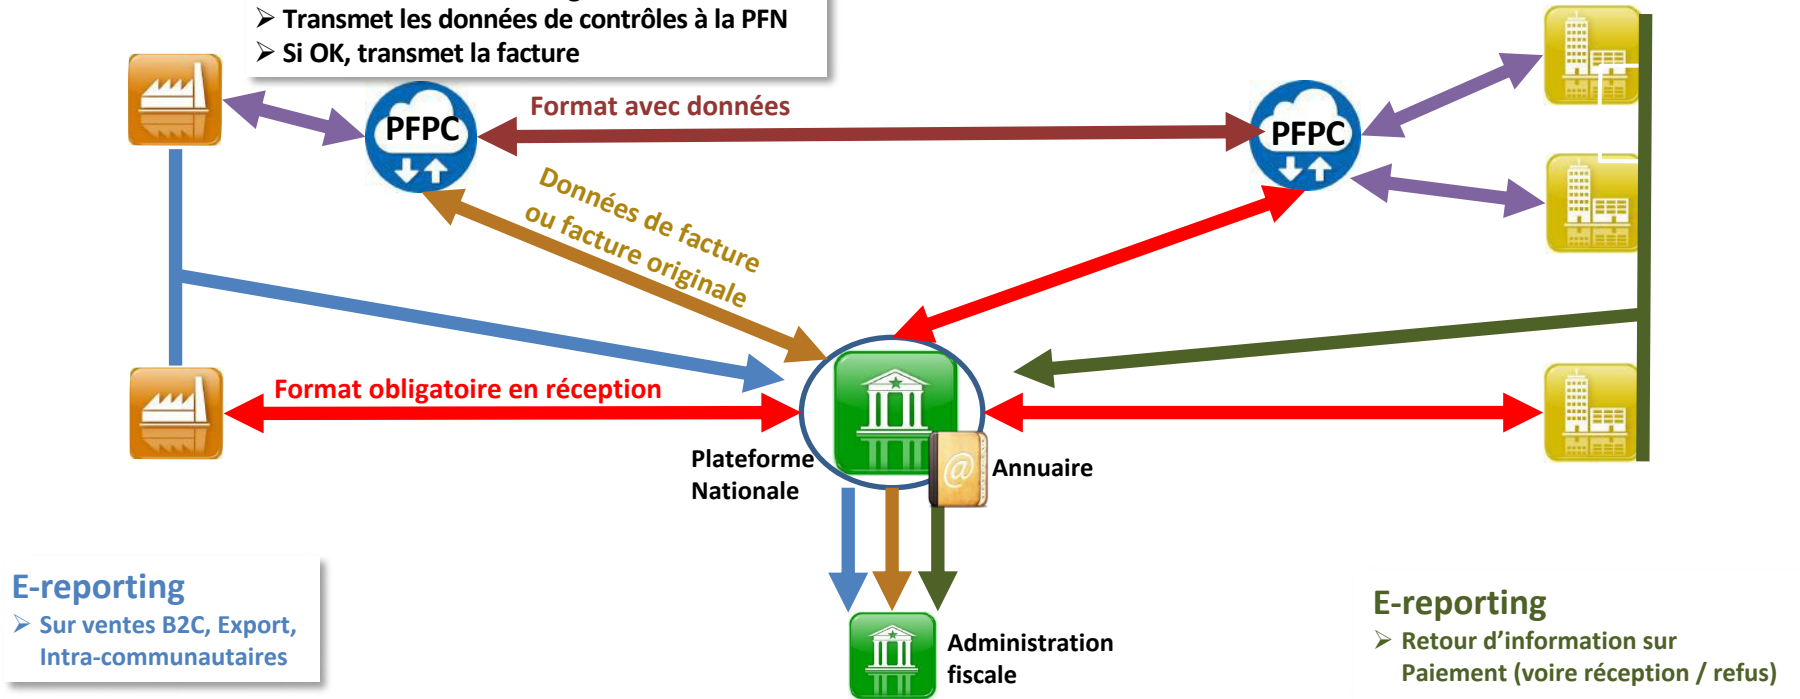 ➢ Transmet les données de contrôles à la PFN
➢ Si OK, transmet la facture
Format avec données
PFPC
PFPC
Données de facture
ou facture originale
Format obligatoire en réception
Plateforme
Nationale
@ Annuaire
E-reporting
➢ Sur ventes B2C, Export,
Intra-communautaires
Administration
fiscale
E-reporting
➢ Retour d’information sur
Paiement (voire réception / refus)